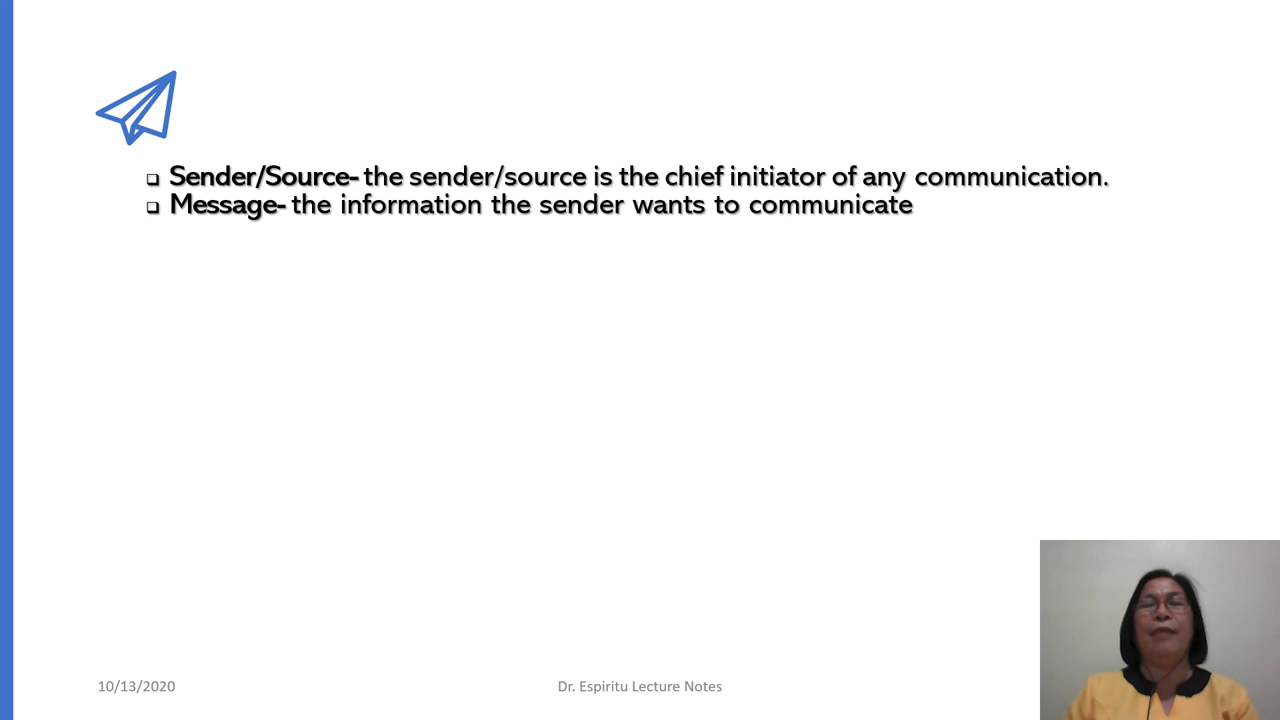 ❑ Sender/Source- the sender/source is the chief initiator of any communication.
❑ Message- the information the sender wants to communicate
10/13/2020
Dr. Espiritu Lecture Notes